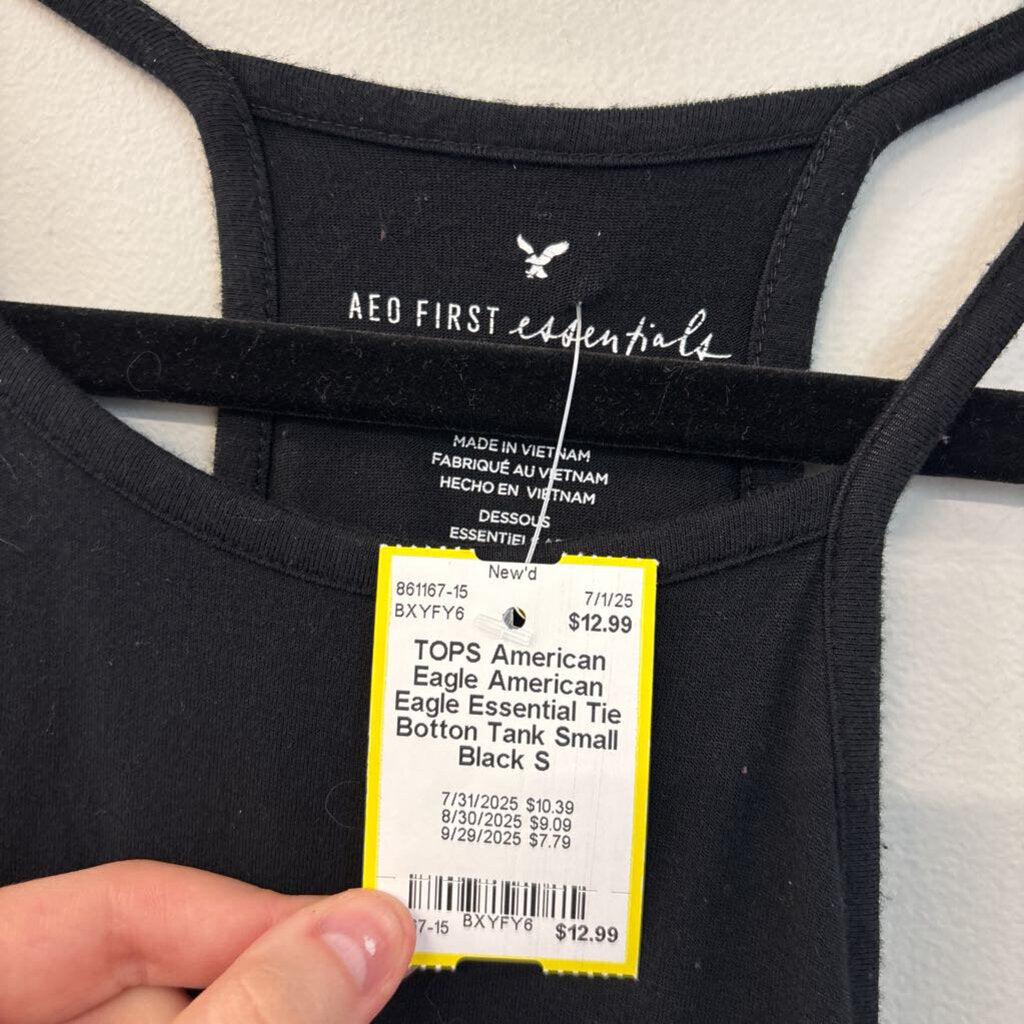 AEO FIRST essentials
MADE IN VIETNAM
FABRIQUÉ AU VIETNAM
HECHO EN VIETNAM
DESSOUS
New'd
861167-15
7/1/25
BXYFY6
$12.99
TOPS American
Eagle American
Eagle Essential Tie
Botton Tank Small
Black S
7/31/2025 $10.39
8/30/2025 $9.09
9/29/2025 $7.79
7-15 BXYFY6 $12.99